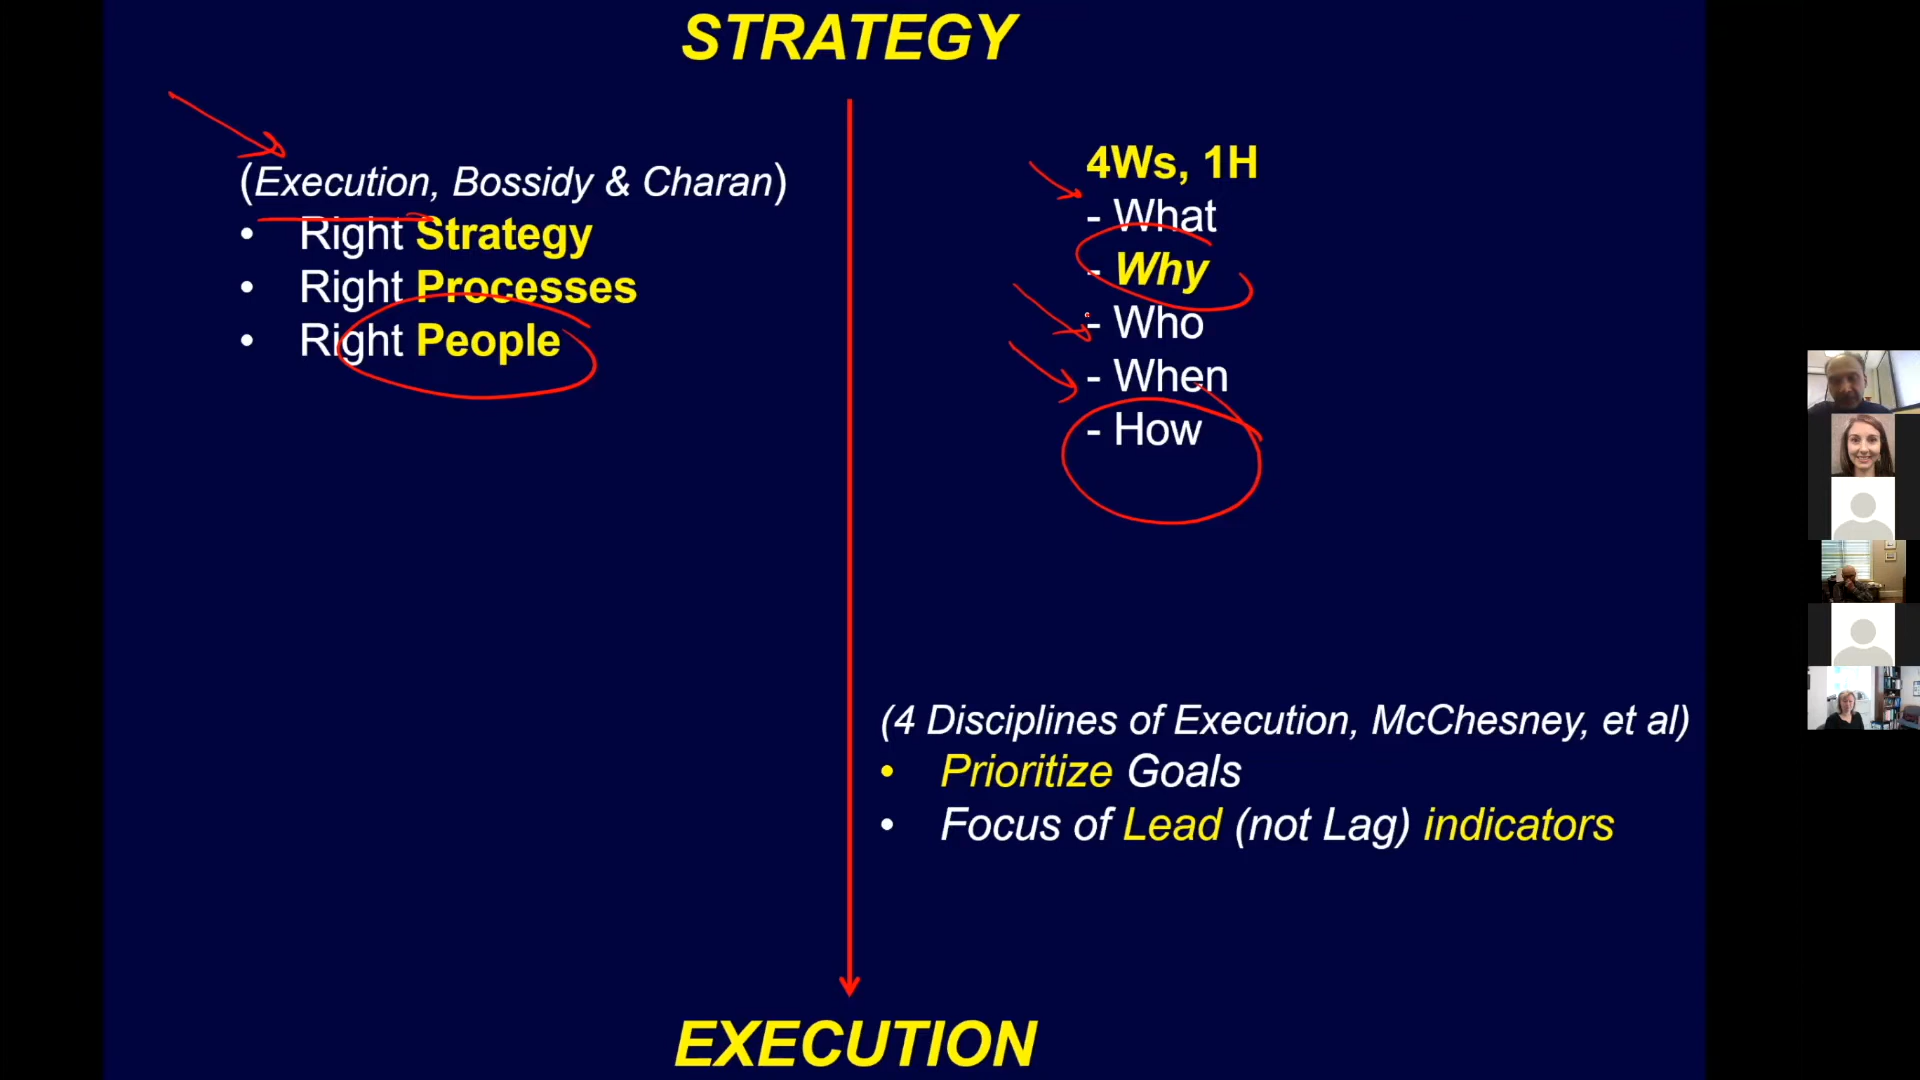 STRATEGY
(Execution, Bossidy & Charan)
• Right Strategy
• Right Processes
• Right People
4Ws, 1H
- What
- Why
- Who
- When
- How
(4 Disciplines of Execution, McChesney, et al)
• Prioritize Goals
• Focus of Lead (not Lag) indicators
EXECUTION